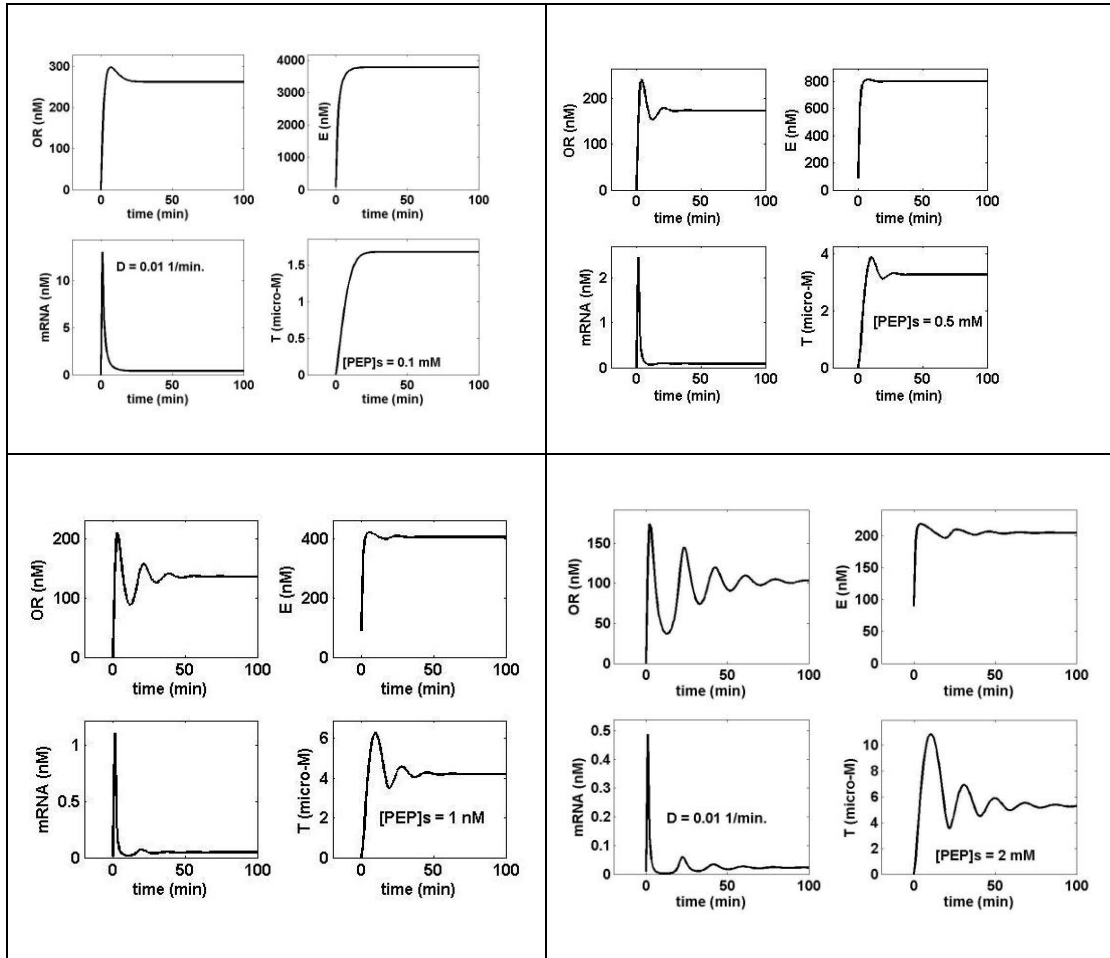 OR (nM)
300
200
100
0
0 50 100
time (min)
E (nM)
4000
3000
2000
1000
0
0 50 100
time (min)
mRNA (nM)
10
5
0
D = 0.01 1/min.
0 50 100
time (min)
T (micro-M)
1.5
1
0.5
0
[PEP]s = 0.1 mM
0 50 100
time (min)
OR (nM)
200
100
0
0 50 100
time (min)
E (nM)
800
600
400
200
0
0 50 100
time (min)
mRNA (nM)
2
1
0
0 50 100
time (min)
T (micro-M)
4
2
0
[PEP]s = 0.5 mM
0 50 100
time (min)
OR (nM)
200
100
0
0 50 100
time (min)
E (nM)
400
200
0
0 50 100
time (min)
mRNA (nM)
1
0.5
0
0 50 100
time (min)
T (micro-M)
6
4
2
0
[PEP]s = 1 nM
0 50 100
time (min)
OR (nM)
150
100
50
0
0 50 100
time (min)
E (nM)
200
150
100
50
0
0 50 100
time (min)
mRNA (nM)
0.5
0.4
0.3
0.2
0.1
0
D = 0.01 1/min.
0 50 100
time (min)
T (micro-M)
10
8
6
4
2
0
[PEP]s = 2 mM
0 50 100
time (min)